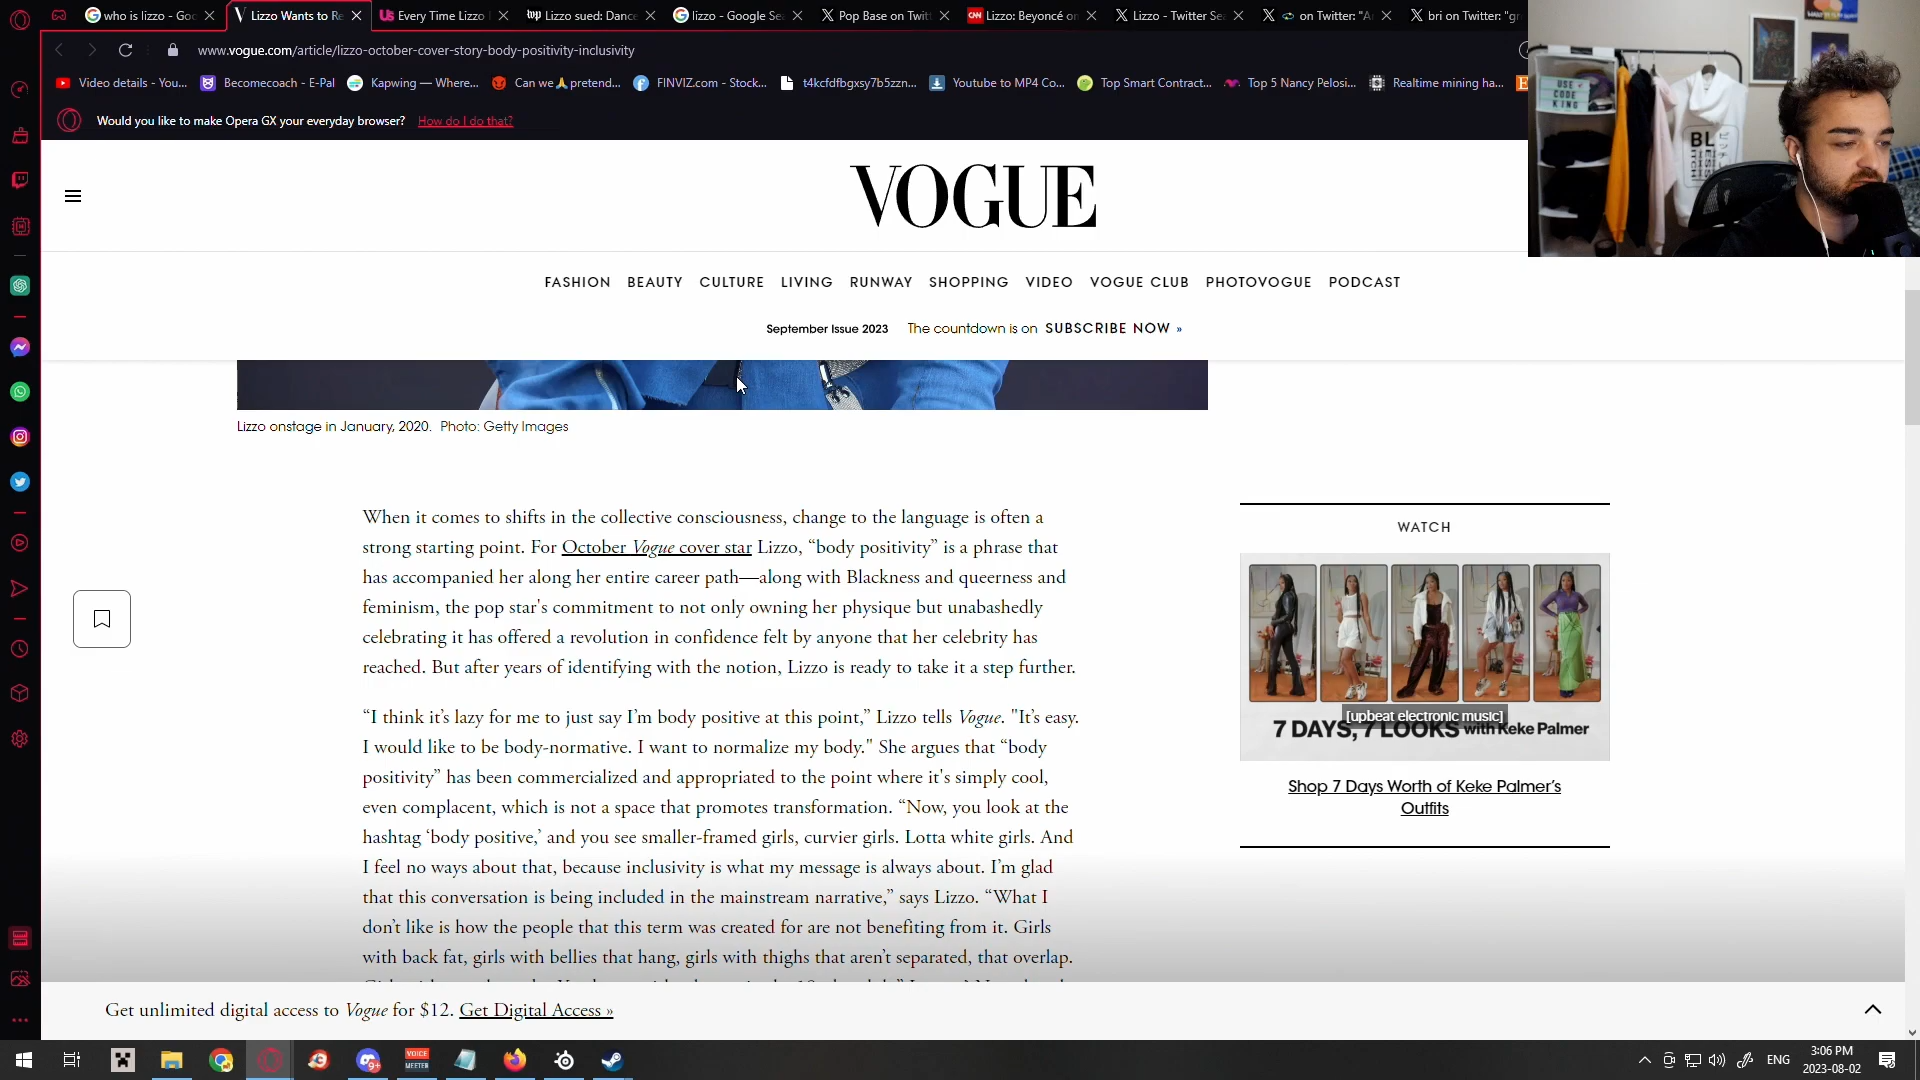 who is lizzo - Goo
Lizzo Wants to Re
Every Time Lizzo
Lizzo sued: Dance
lizzo - Google Sea
Pop Base on Twitt
Lizzo: Beyoncé or
Lizzo - Twitter Sea
on Twitter: "A
bri on Twitter: "gr
www.vogue.com/article/lizzo-october-cover-story-body-positivity-inclusivity
Video details - You...
Becomecoach - E-Pal
Kapwing — Where...
Can we🙏 pretend...
FINVIZ.com - Stock...
t4kcfdfbgxsy7b5zzn...
Youtube to MP4 Co...
Top Smart Contract...
Top 5 Nancy Pelosi...
Realtime mining ha...
Would you like to make Opera GX your everyday browser? How do I do that?
USE
CODE
KING
VOGUE
FASHION BEAUTY CULTURE LIVING RUNWAY SHOPPING VIDEO VOGUE CLUB PHOTOVOGUE PODCAST
September Issue 2023 The countdown is on SUBSCRIBE NOW »
Lizzo onstage in January, 2020. Photo: Getty Images
When it comes to shifts in the collective consciousness, change to the language is often a
strong starting point. For October Vogue cover star Lizzo, “body positivity” is a phrase that
has accompanied her along her entire career path—along with Blackness and queerness and
feminism, the pop star's commitment to not only owning her physique but unabashedly
celebrating it has offered a revolution in confidence felt by anyone that her celebrity has
reached. But after years of identifying with the notion, Lizzo is ready to take it a step further.
“I think it’s lazy for me to just say I’m body positive at this point,” Lizzo tells Vogue. "It’s easy.
I would like to be body-normative. I want to normalize my body." She argues that “body
positivity” has been commercialized and appropriated to the point where it's simply cool,
even complacent, which is not a space that promotes transformation. “Now, you look at the
hashtag ‘body positive,’ and you see smaller-framed girls, curvier girls. Lotta white girls. And
I feel no ways about that, because inclusivity is what my message is always about. I’m glad
that this conversation is being included in the mainstream narrative,” says Lizzo. “What I
don’t like is how the people that this term was created for are not benefiting from it. Girls
with back fat, girls with bellies that hang, girls with thighs that aren’t separated, that overlap.
WATCH
[upbeat electronic music]
7 DAYS, 7 LOOKS with Keke Palmer
Shop 7 Days Worth of Keke Palmer’s
Outfits
Get unlimited digital access to Vogue for $12. Get Digital Access »
VOICE
MEETER
9+
ENG
3:06 PM
2023-08-02